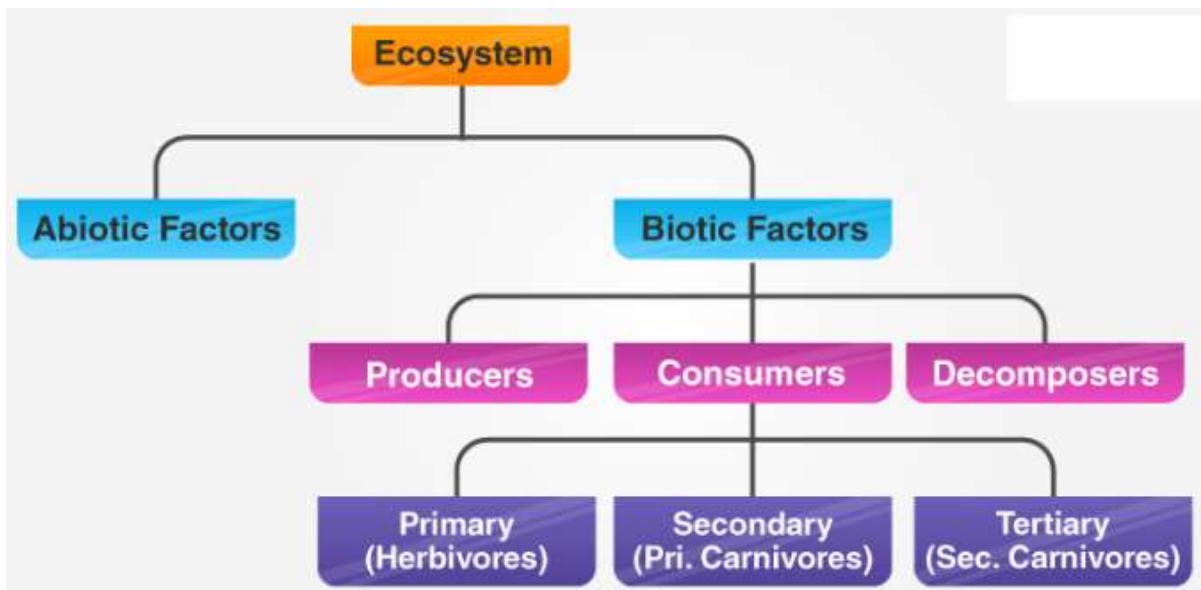 Ecosystem
Abiotic Factors
Biotic Factors
Producers
Consumers
Decomposers
Primary
(Herbivores)
Secondary
(Pri. Carnivores)
Tertiary
(Sec. Carnivores)